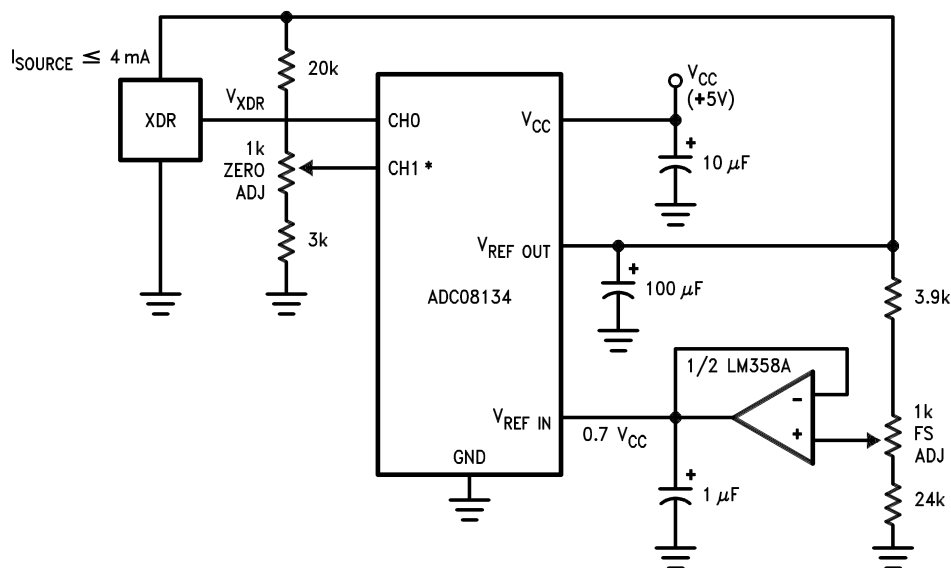 I_SOURCE ≤ 4 mA
XDR
V_XDR
20k
1k
ZERO
ADJ
3k
CH0
CH1 *
V_CC
V_REF OUT
ADC08134
V_REF IN
GND
V_CC
(+5V)
+
10 µF
+
100 µF
3.9k
1/2 LM358A
-
+
0.7 V_CC
1k
FS
ADJ
+
1 µF
24k